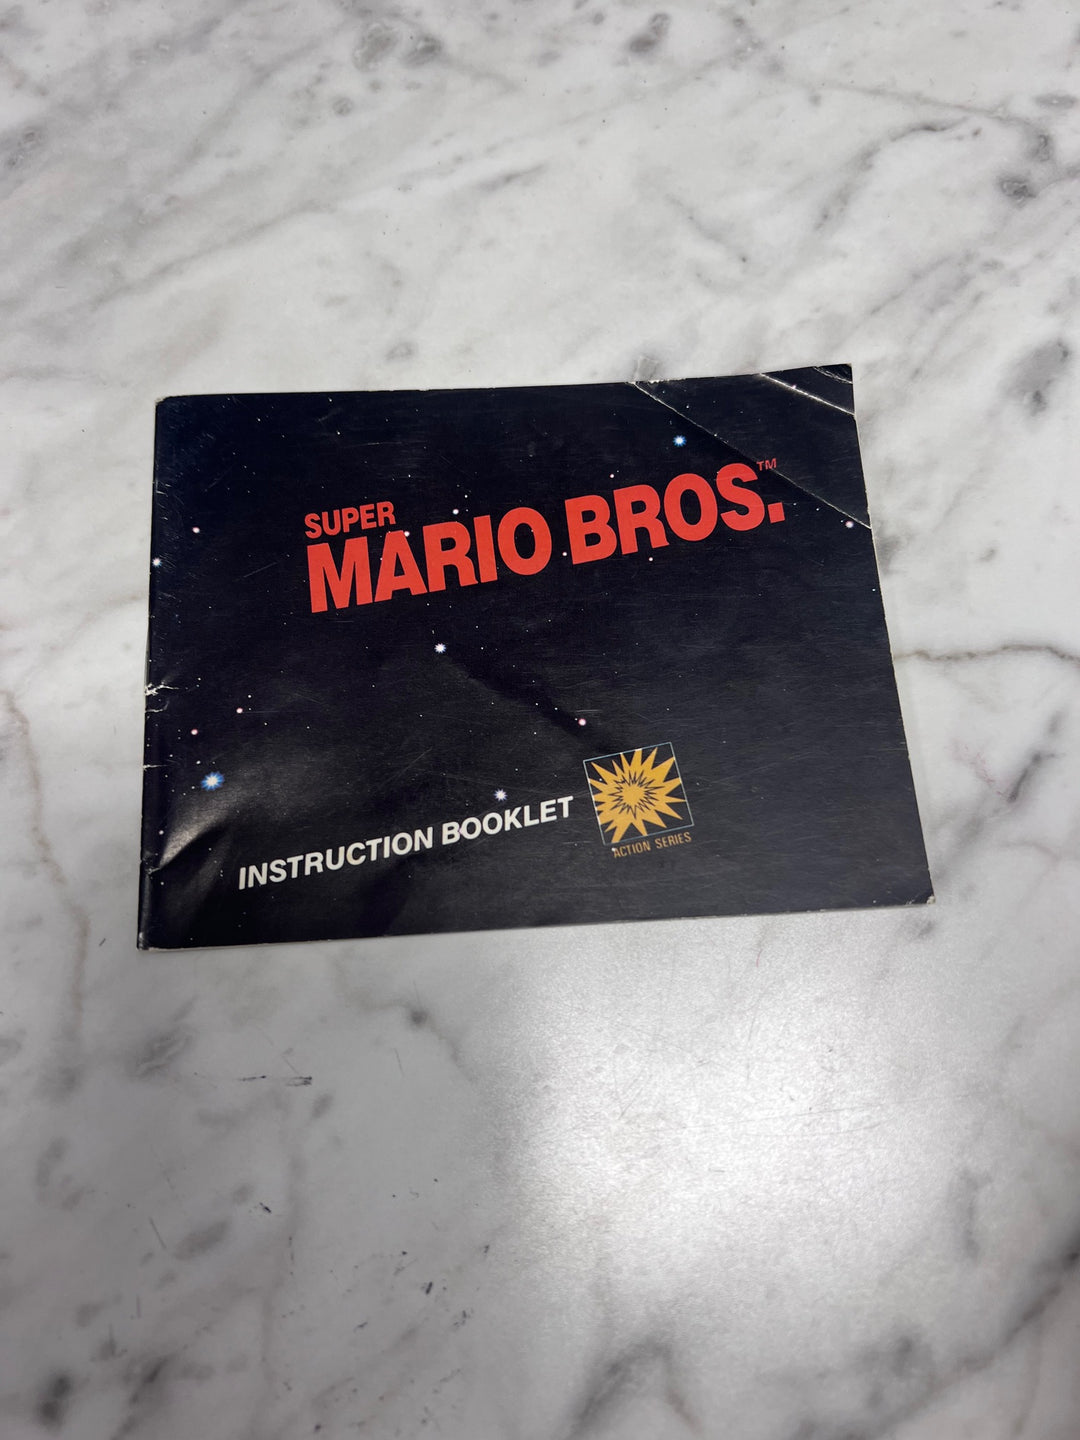 SUPER
MARIO BROS.™
INSTRUCTION BOOKLET
ACTION SERIES